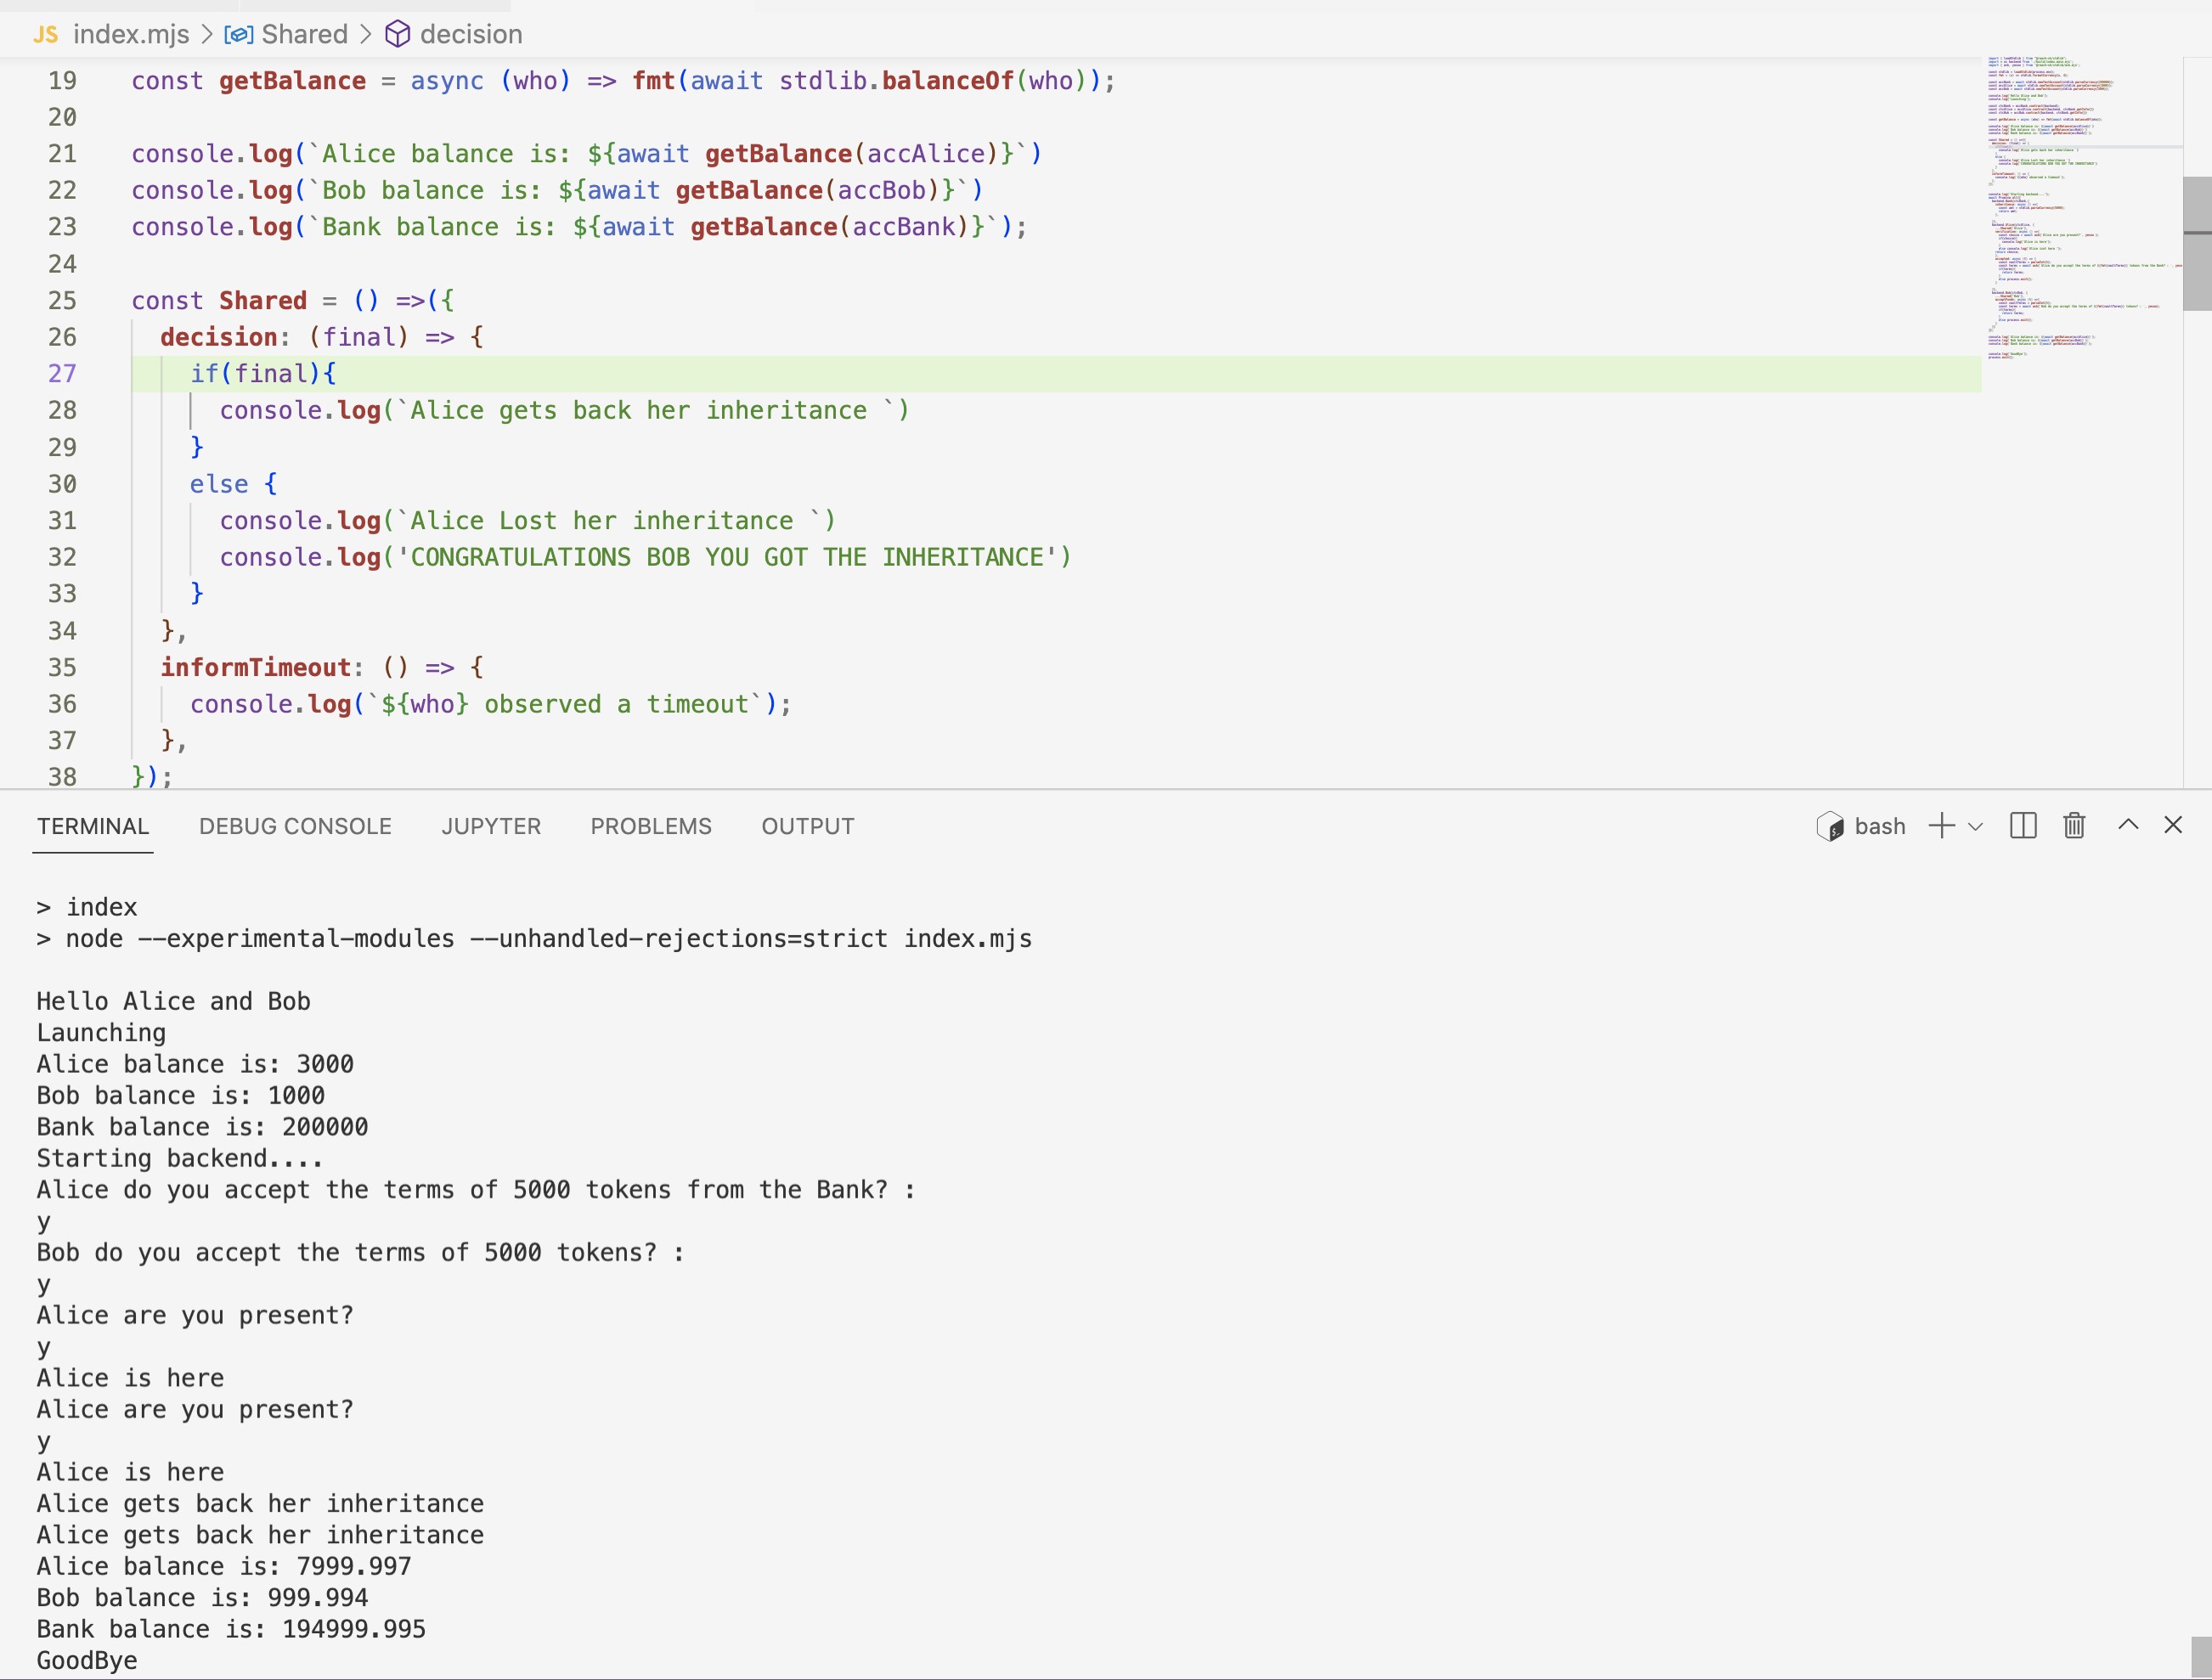 JS index.mjs > Shared > decision
19 const getBalance = async (who) => fmt(await stdlib.balanceOf(who));
20
21 console.log(`Alice balance is: ${await getBalance(accAlice)}`)
22 console.log(`Bob balance is: ${await getBalance(accBob)}`)
23 console.log(`Bank balance is: ${await getBalance(accBank)}`);
24
25 const Shared = () =>({
26 decision: (final) => {
27 if(final){
28 console.log(`Alice gets back her inheritance `)
29 }
30 else {
31 console.log(`Alice Lost her inheritance `)
32 console.log('CONGRATULATIONS BOB YOU GOT THE INHERITANCE')
33 }
34 },
35 informTimeout: () => {
36 console.log(`${who} observed a timeout`);
37 },
38 });
TERMINAL DEBUG CONSOLE JUPYTER PROBLEMS OUTPUT bash
> index
> node --experimental-modules --unhandled-rejections=strict index.mjs
Hello Alice and Bob
Launching
Alice balance is: 3000
Bob balance is: 1000
Bank balance is: 200000
Starting backend....
Alice do you accept the terms of 5000 tokens from the Bank? :
y
Bob do you accept the terms of 5000 tokens? :
y
Alice are you present?
y
Alice is here
Alice are you present?
y
Alice is here
Alice gets back her inheritance
Alice gets back her inheritance
Alice balance is: 7999.997
Bob balance is: 999.994
Bank balance is: 194999.995
GoodBye